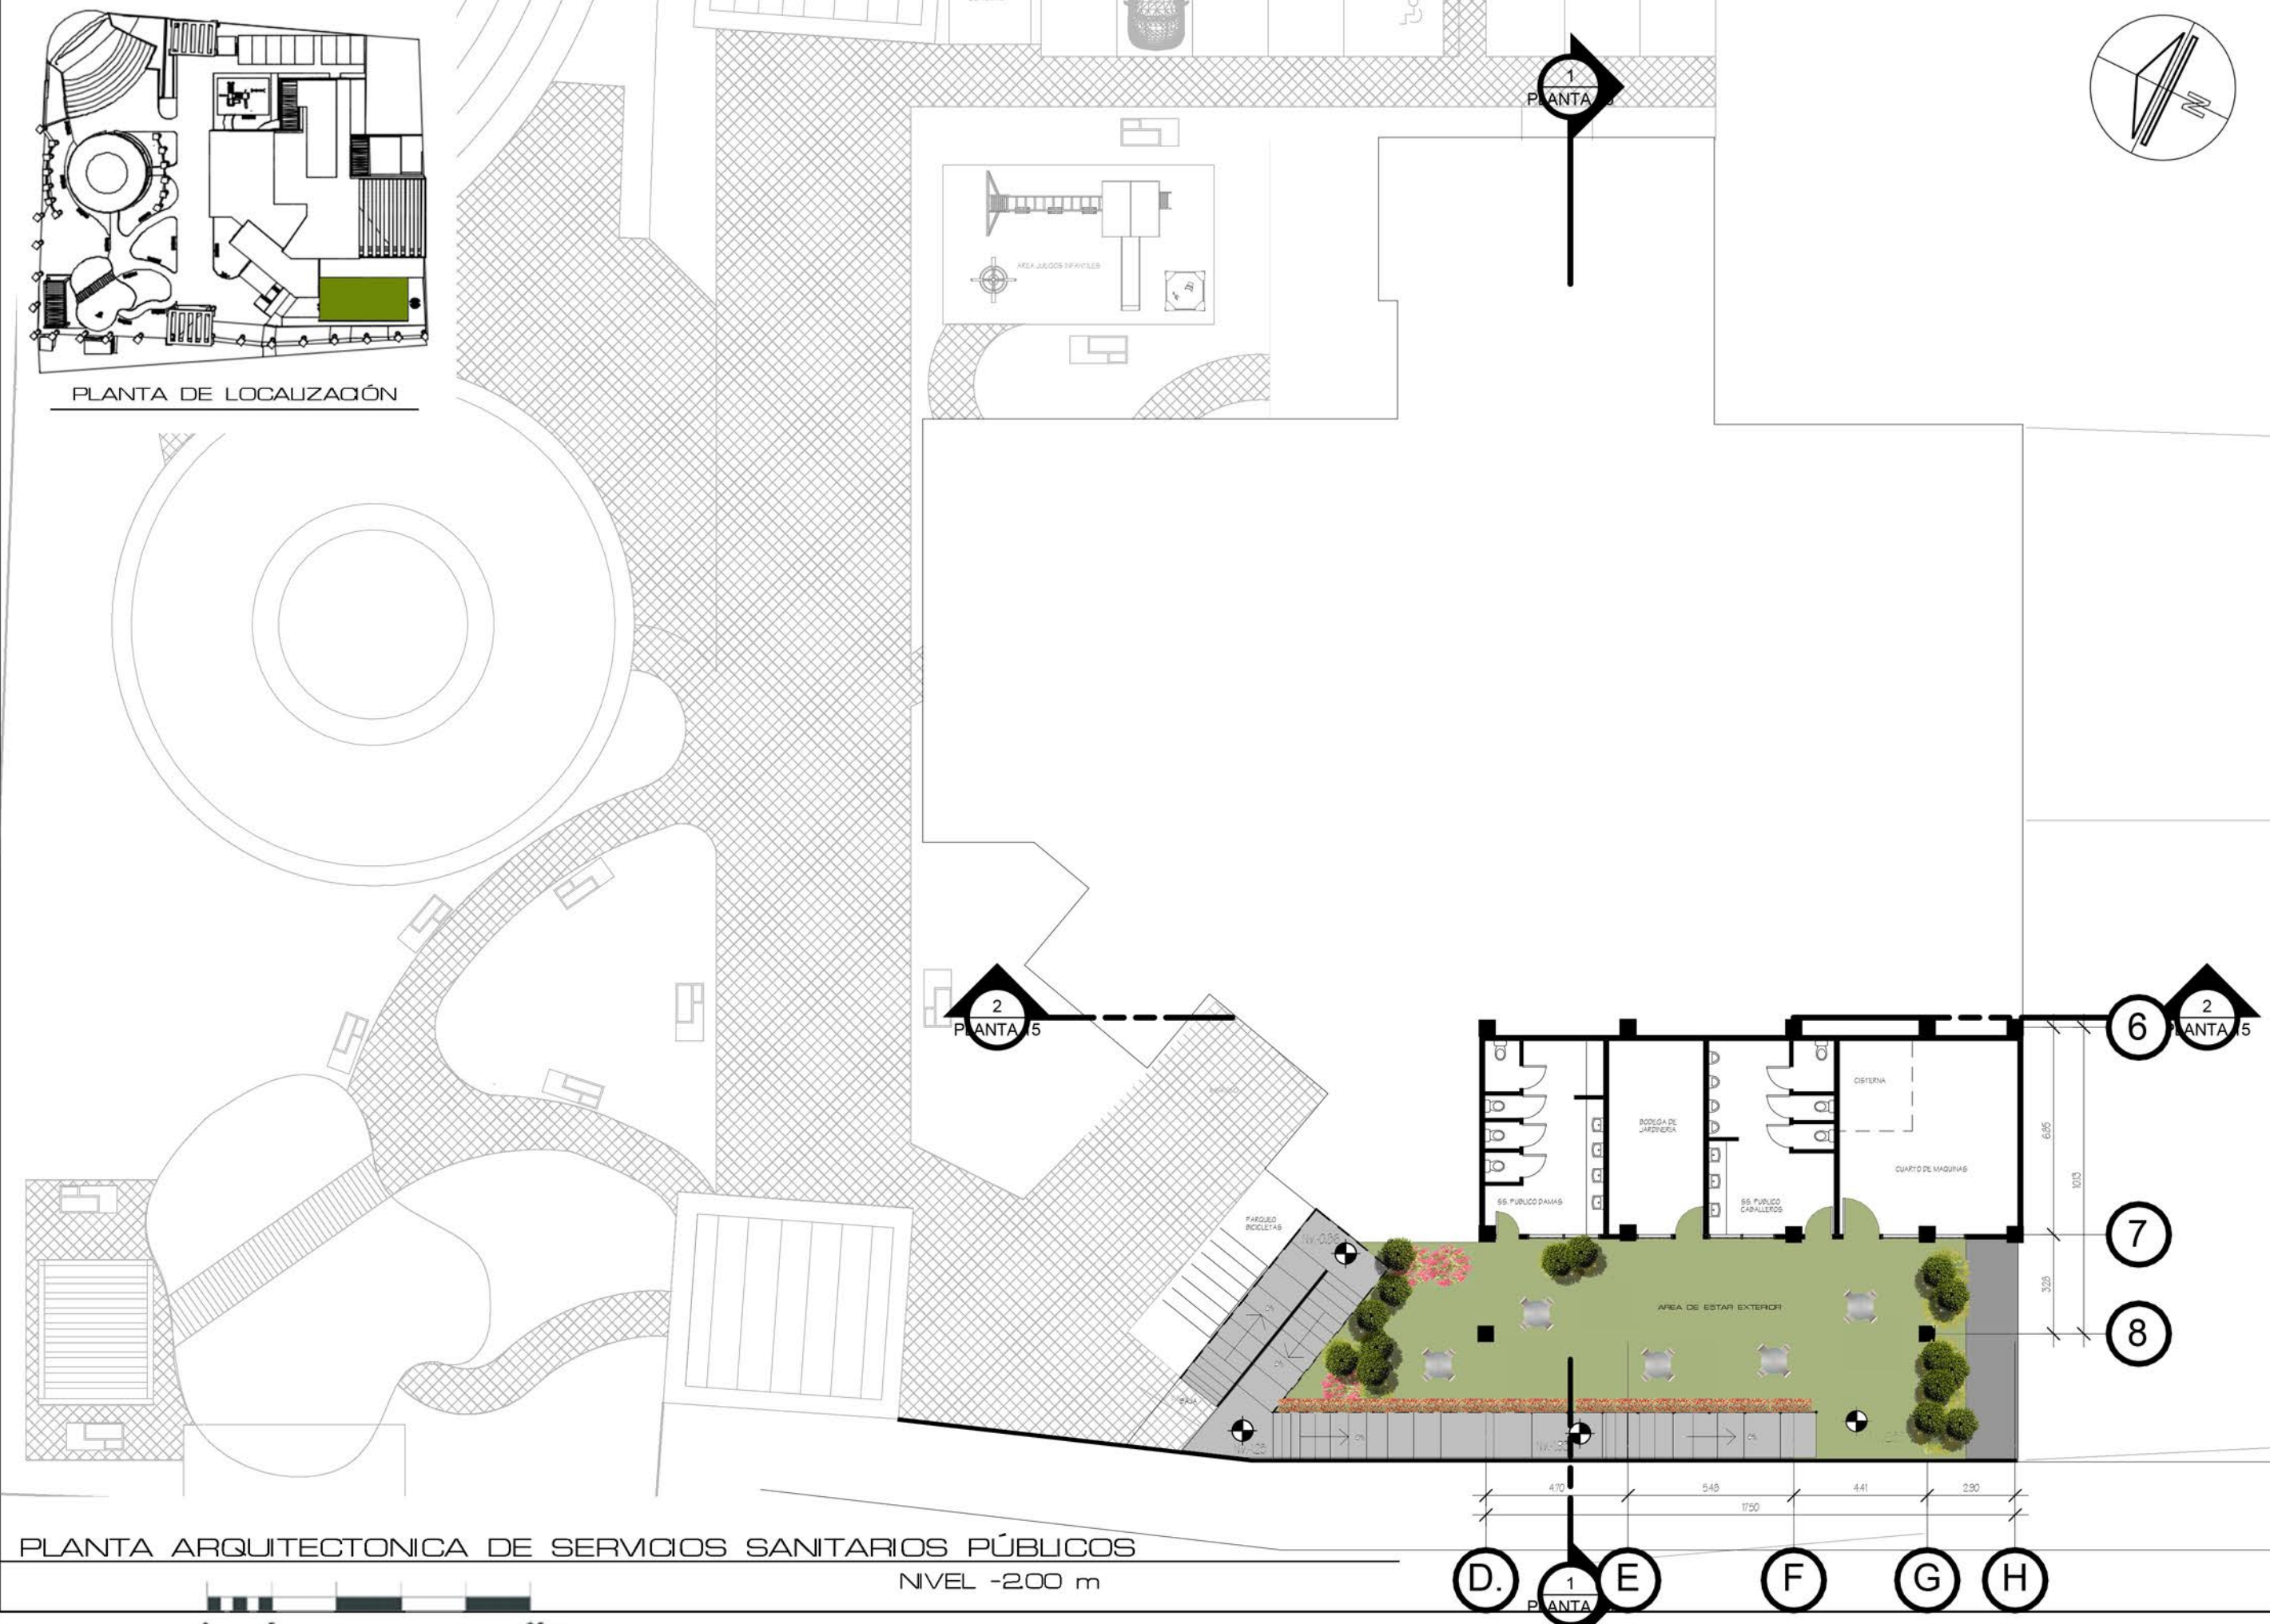 1
PLANTA
N
PLANTA DE LOCALIZACIÓN
AREA JUEGOS INFANTILES
2
PLANTA 15
6
2
PLANTA 15
CISTERNA
BODEGA DE
JARDINERIA
CUARTO DE MAQUINAS
SS. PUBLICO DAMAS
SS. PUBLICO
CABALLEROS
6.85
10.13
PARQUEO
BICICLETAS
7
3.28
AREA DE ESTAR EXTERIOR
8
BAJA
4.70
5.48
4.41
2.90
17.50
PLANTA ARQUITECTONICA DE SERVICIOS SANITARIOS PÚBLICOS
NIVEL -2.00 m
D.
E
F
G
H
1
PLANTA